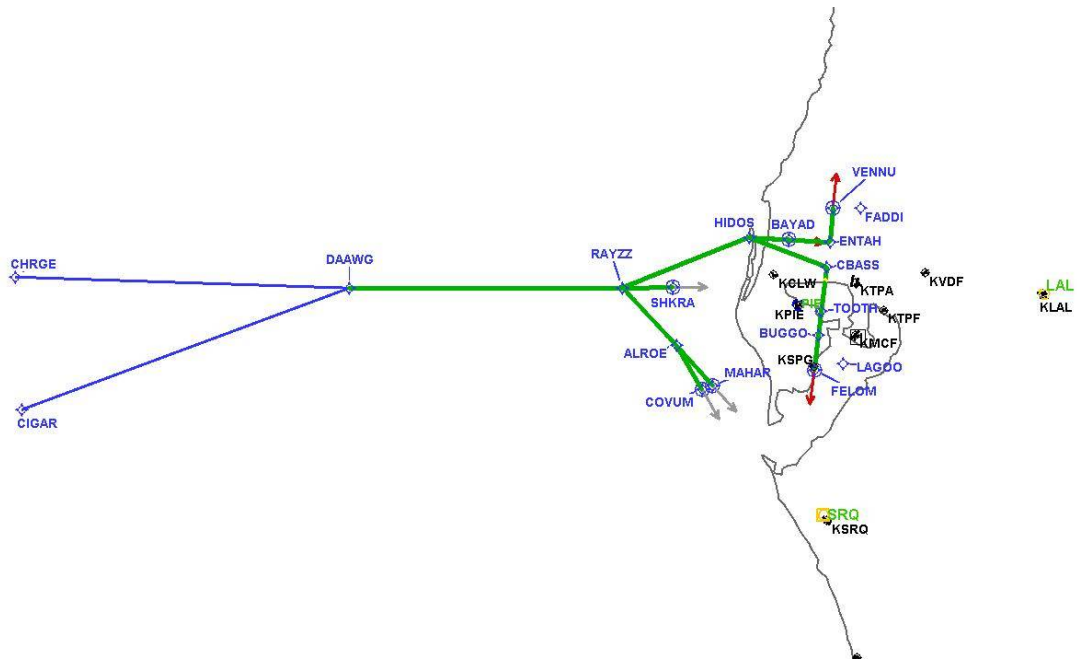 VENNU
FADDI
HIDOS
BAYAD
ENTAH
DAAWG
RAYZZ
CHRGE
CBASS
KCLW
KTPA
KVDF
LAL
KLAL
SHKRA
PIE
KPIE
TOOTH
KTPF
BUGGO
KMCF
ALROE
KSPG
LAGOO
MAHAR
COVUM
FELOM
CIGAR
SRQ
KSRQ